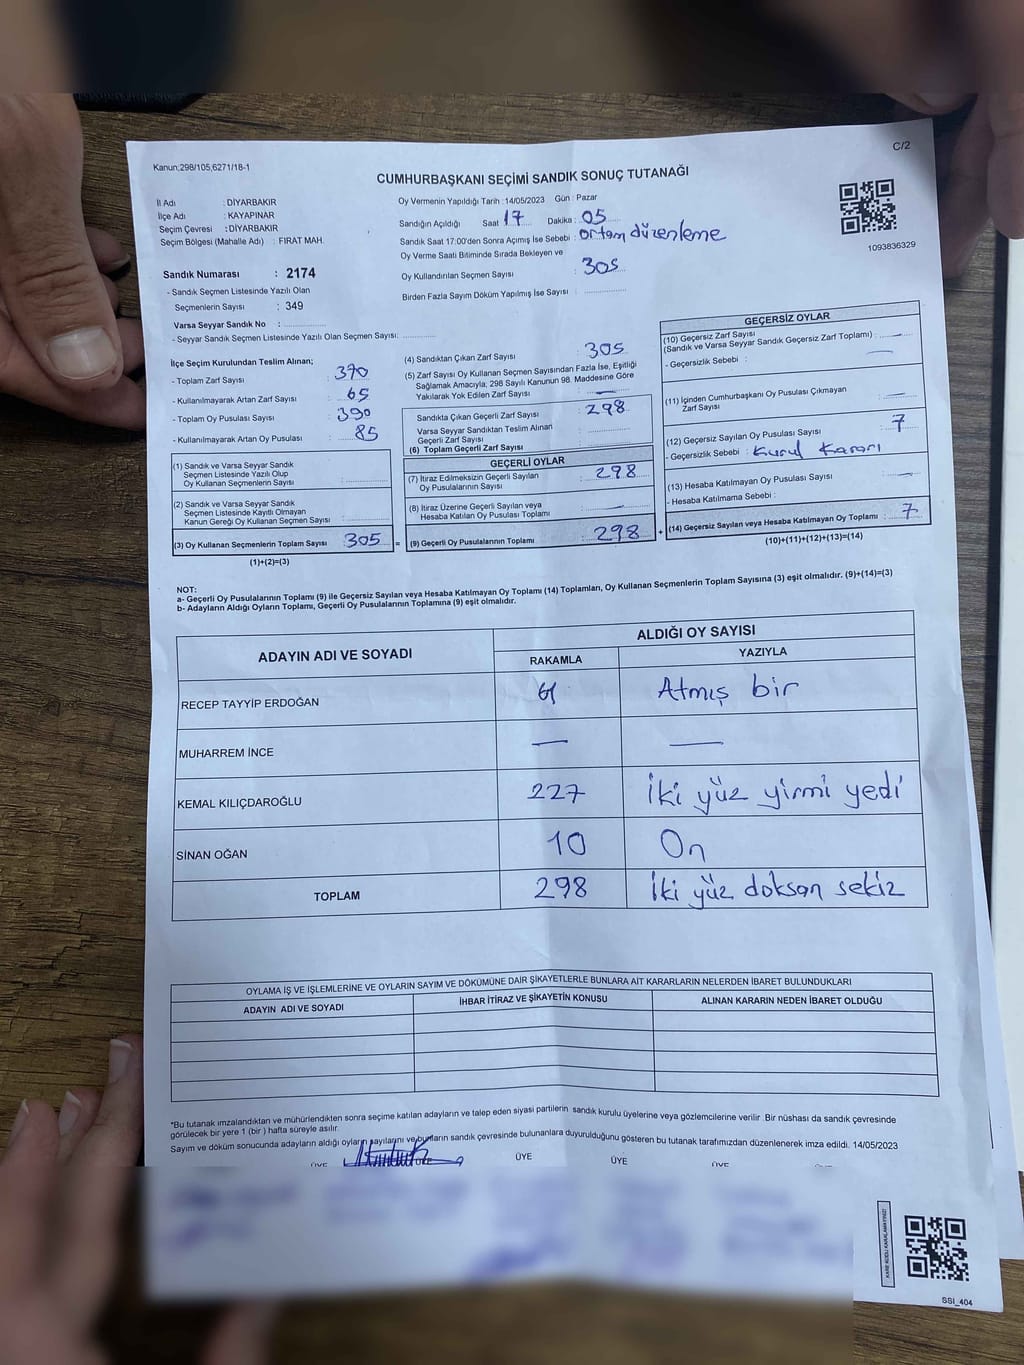 Kanun;298/105,6271/18-1
C/2
CUMHURBAŞKANI SEÇİMİ SANDIK SONUÇ TUTANAĞI
İl Adı : DİYARBAKIR
İlçe Adı : KAYAPINAR
Seçim Çevresi : DİYARBAKIR
Seçim Bölgesi (Mahalle Adı) : FIRAT MAH.
Oy Vermenin Yapıldığı Tarih : 14/05/2023 Gün : Pazar
Sandığın Açıldığı Saat 17 Dakika : 05
Sandık Saat 17:00'den Sonra Açımış İse Sebebi : Ortam düzenleme
Oy Verme Saati Bitiminde Sırada Bekleyen ve
Oy Kullandırılan Seçmen Sayısı : 305
Birden Fazla Sayım Döküm Yapılmış İse Sayısı :
1093836329
Sandık Numarası : 2174
- Sandık Seçmen Listesinde Yazılı Olan
Seçmenlerin Sayısı : 349
Varsa Seyyar Sandık No :
- Seyyar Sandık Seçmen Listesinde Yazılı Olan Seçmen Sayısı:
İlçe Seçim Kurulundan Teslim Alınan;
- Toplam Zarf Sayısı : 370
- Kullanılmayarak Artan Zarf Sayısı : 65
- Toplam Oy Pusulası Sayısı : 390
- Kullanılmayarak Artan Oy Pusulası : 85
(1) Sandık ve Varsa Seyyar Sandık
Seçmen Listesinde Yazılı Olup
Oy Kullanan Seçmenlerin Sayısı :
(2) Sandık ve Varsa Seyyar Sandık
Seçmen Listesinde Kayıtlı Olmayan
Kanun Gereği Oy Kullanan Seçmen Sayısı :
(3) Oy Kullanan Seçmenlerin Toplam Sayısı 305 =
(1)+(2)=(3)
(4) Sandıktan Çıkan Zarf Sayısı : 305
(5) Zarf Sayısı Oy Kullanan Seçmen Sayısından Fazla İse, Eşitliği
Sağlamak Amacıyla; 298 Sayılı Kanunun 98. Maddesine Göre
Yakılarak Yok Edilen Zarf Sayısı : —
Sandıkta Çıkan Geçerli Zarf Sayısı : 298
Varsa Seyyar Sandıktan Teslim Alınan
Geçerli Zarf Sayısı :
(6) Toplam Geçerli Zarf Sayısı :
GEÇERLİ OYLAR
(7) İtiraz Edilmeksizin Geçerli Sayılan
Oy Pusulalarının Sayısı : 298
(8) İtiraz Üzerine Geçerli Sayılan veya
Hesaba Katılan Oy Pusulası Toplamı : —
(9) Geçerli Oy Pusulalarının Toplamı : 298 +
GEÇERSİZ OYLAR
(10) Geçersiz Zarf Sayısı
(Sandık ve Varsa Seyyar Sandık Geçersiz Zarf Toplamı) : —
- Geçersizlik Sebebi : —
(11) İçinden Cumhurbaşkanı Oy Pusulası Çıkmayan
Zarf Sayısı : —
(12) Geçersiz Sayılan Oy Pusulası Sayısı : 7
- Geçersizlik Sebebi : Kurul Kararı
(13) Hesaba Katılmayan Oy Pusulası Sayısı : —
- Hesaba Katılmama Sebebi :
(14) Geçersiz Sayılan veya Hesaba Katılmayan Oy Toplamı : 7
(10)+(11)+(12)+(13)=(14)
NOT:
a- Geçerli Oy Pusulalarının Toplamı (9) ile Geçersiz Sayılan veya Hesaba Katılmayan Oy Toplamı (14) Toplamları, Oy Kullanan Seçmenlerin Toplam Sayısına (3) eşit olmalıdır. (9)+(14)=(3)
b- Adayların Aldığı Oyların Toplamı, Geçerli Oy Pusulalarının Toplamına (9) eşit olmalıdır.
ADAYIN ADI VE SOYADI
ALDIĞI OY SAYISI
RAKAMLA YAZIYLA
RECEP TAYYİP ERDOĞAN 61 Atmış bir
MUHARREM İNCE — —
KEMAL KILIÇDAROĞLU 227 İki yüz yirmi yedi
SİNAN OĞAN 10 On
TOPLAM 298 İki yüz doksan sekiz
OYLAMA İŞ VE İŞLEMLERİNE VE OYLARIN SAYIM VE DÖKÜMÜNE DAİR ŞİKAYETLERLE BUNLARA AİT KARARLARIN NELERDEN İBARET BULUNDUKLARI
ADAYIN ADI VE SOYADI İHBAR İTİRAZ VE ŞİKAYETİN KONUSU ALINAN KARARIN NEDEN İBARET OLDUĞU
*Bu tutanak imzalandıktan ve mühürlendikten sonra seçime katılan adayların ve talep eden siyasi partilerin sandık kurulu üyelerine veya gözlemcilerine verilir .Bir nüshası da sandık çevresinde
görülecek bir yere 1 (bir ) hafta süreyle asılır.
Sayım ve döküm sonucunda adayların aldığı oyların sayılarını ve bunların sandık çevresinde bulunanlara duyurulduğunu gösteren bu tutanak tarafımızdan düzenlenerek imza edildi. 14/05/2023
ÜYE ÜYE ÜYE ÜYE ÜYE
KARE KODU KARALAMAYINIZ!
SSI_404